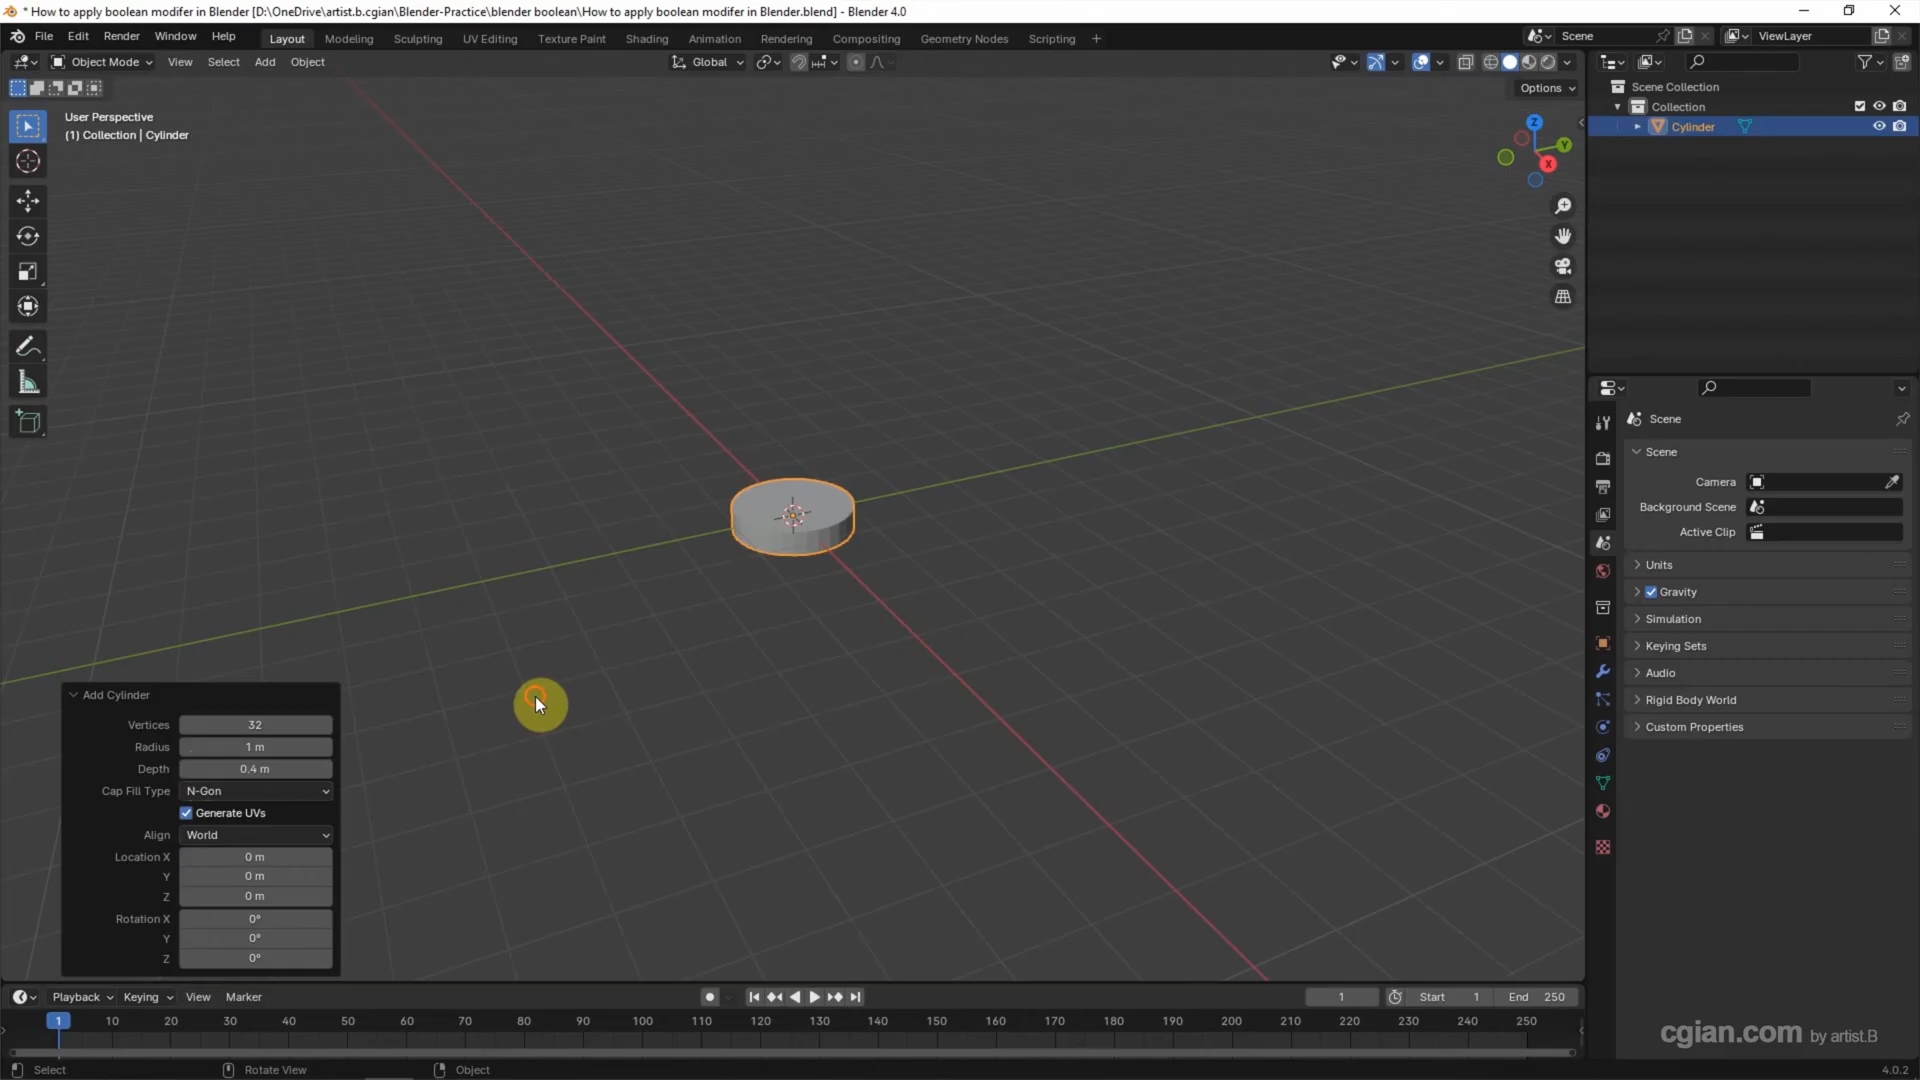 * How to apply boolean modifer in Blender [D:\OneDrive\artist.b.cgian\Blender-Practice\blender boolean\How to apply boolean modifer in Blender.blend] - Blender 4.0
File Edit Render Window Help Layout Modeling Sculpting UV Editing Texture Paint Shading Animation Rendering Compositing Geometry Nodes Scripting + Scene ViewLayer
Object Mode View Select Add Object Global
Options
User Perspective
(1) Collection | Cylinder
Z
Y
X
Scene Collection
Collection
Cylinder
Scene
Scene
Camera
Background Scene
Active Clip
Units
Gravity
Simulation
Keying Sets
Audio
Rigid Body World
Custom Properties
Add Cylinder
Vertices 32
Radius 1 m
Depth 0.4 m
Cap Fill Type N-Gon
Generate UVs
Align World
Location X 0 m
Y 0 m
Z 0 m
Rotation X 0°
Y 0°
Z 0°
Playback Keying View Marker 1 Start 1 End 250
1 10 20 30 40 50 60 70 80 90 100 110 120 130 140 150 160 170 180 190 200 210 220 230 240 250
cgian.com by artist.B
Select Rotate View Object 4.0.2